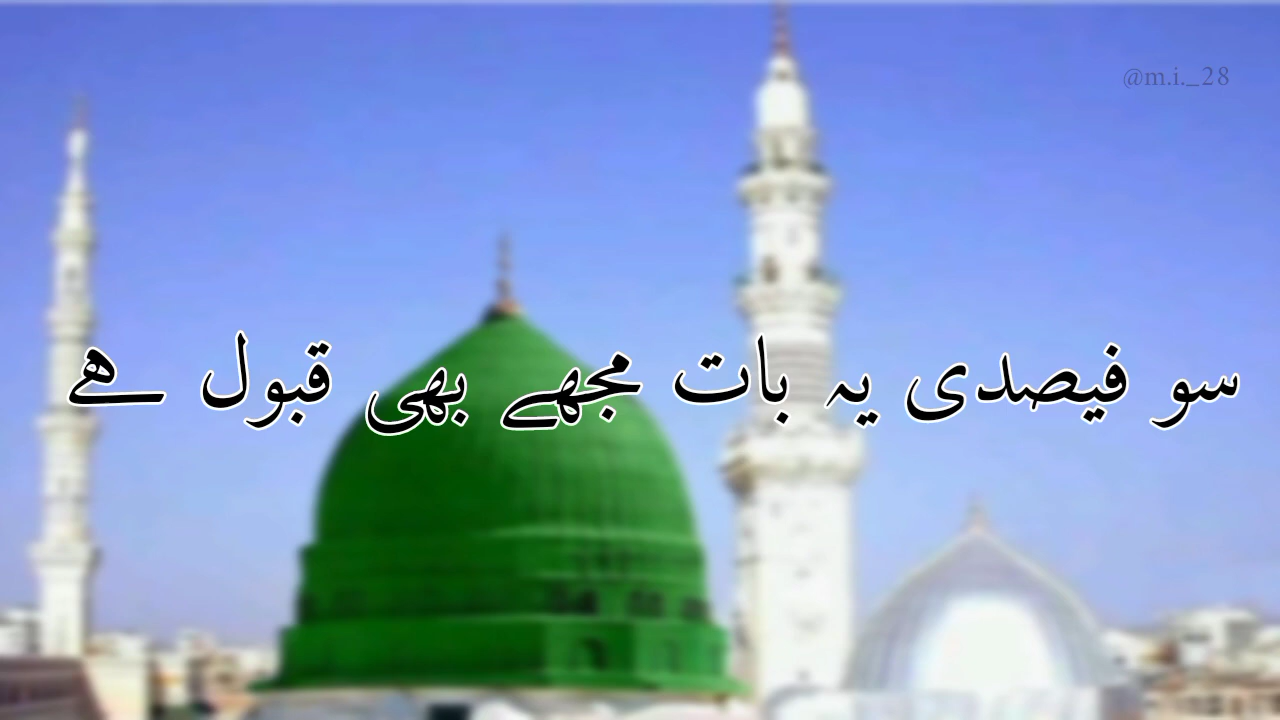 @m.i._28
سو فیصدی یہ بات مجھے بھی قبول ہے